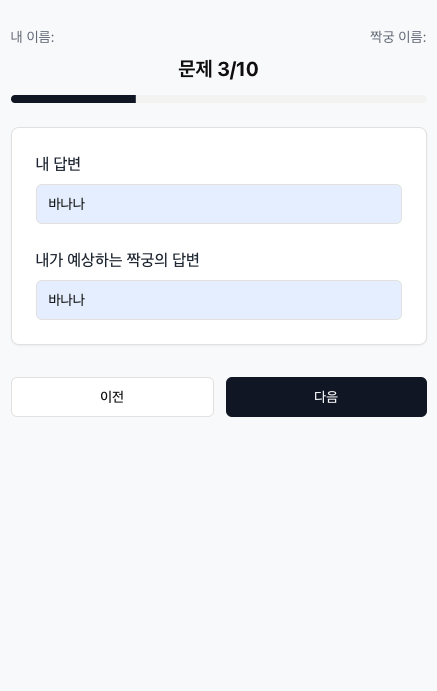 내 이름: 짝궁 이름:
문제 3/10
내 답변
바나나
내가 예상하는 짝궁의 답변
바나나
이전 다음